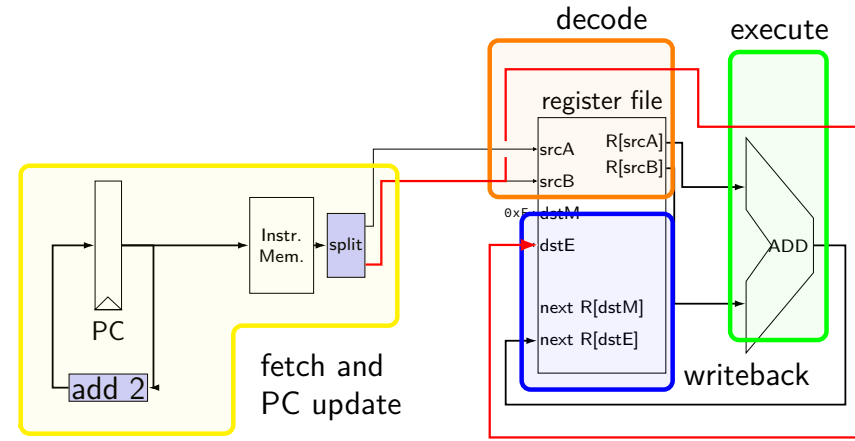 decode
execute
register file
srcA
R[srcA]
R[srcB]
srcB
0xF
dstM
dstE
next R[dstM]
next R[dstE]
Instr.
Mem.
split
ADD
PC
add 2
fetch and
PC update
writeback